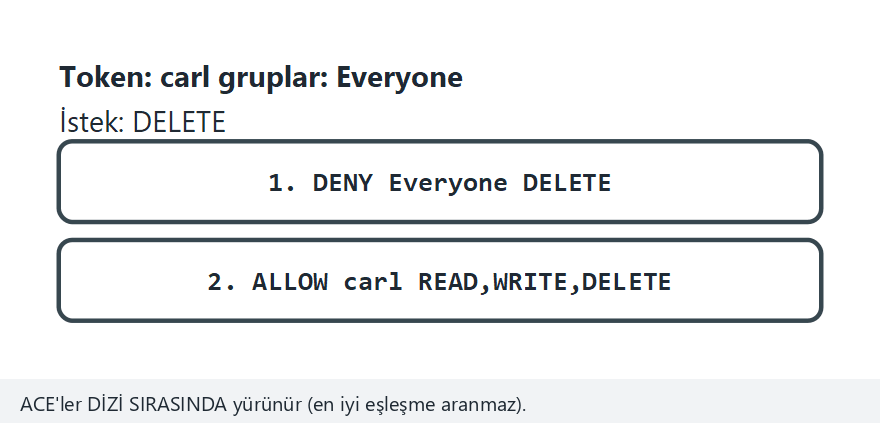 Token: carl gruplar: Everyone
İstek: DELETE
1. DENY Everyone DELETE
2. ALLOW carl READ,WRITE,DELETE
ACE'ler DİZİ SIRASINDA yürünür (en iyi eşleşme aranmaz).